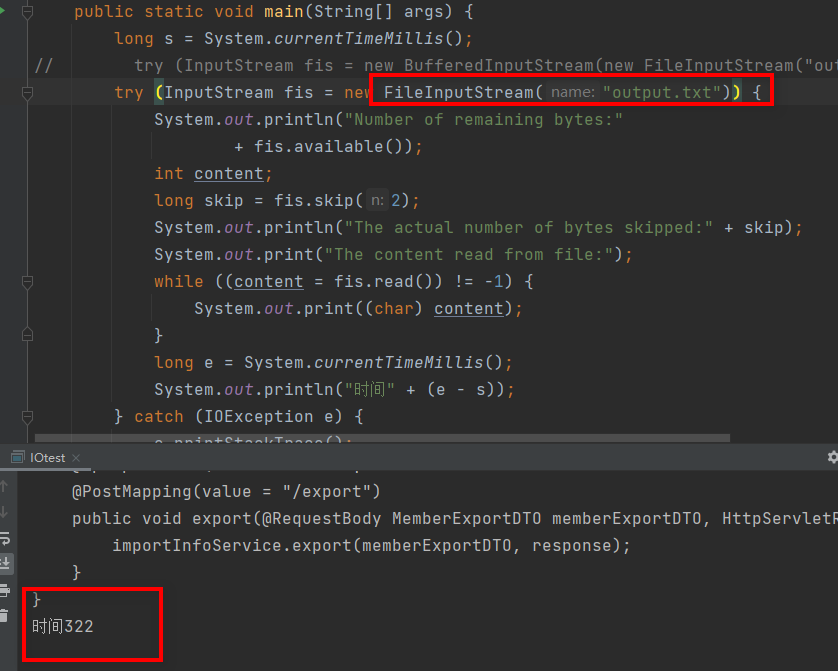 public static void main(String[] args) {
long s = System.currentTimeMillis();
// try (InputStream fis = new BufferedInputStream(new FileInputStream("out
try (InputStream fis = new FileInputStream( name: "output.txt")) {
System.out.println("Number of remaining bytes:"
+ fis.available());
int content;
long skip = fis.skip( n: 2);
System.out.println("The actual number of bytes skipped:" + skip);
System.out.print("The content read from file:");
while ((content = fis.read()) != -1) {
System.out.print((char) content);
}
long e = System.currentTimeMillis();
System.out.println("时间" + (e - s));
} catch (IOException e) {
e.printStackTrace();
IOtest ×
@PostMapping(value = "/export")
public void export(@RequestBody MemberExportDTO memberExportDTO, HttpServletR
importInfoService.export(memberExportDTO, response);
}
}
时间322